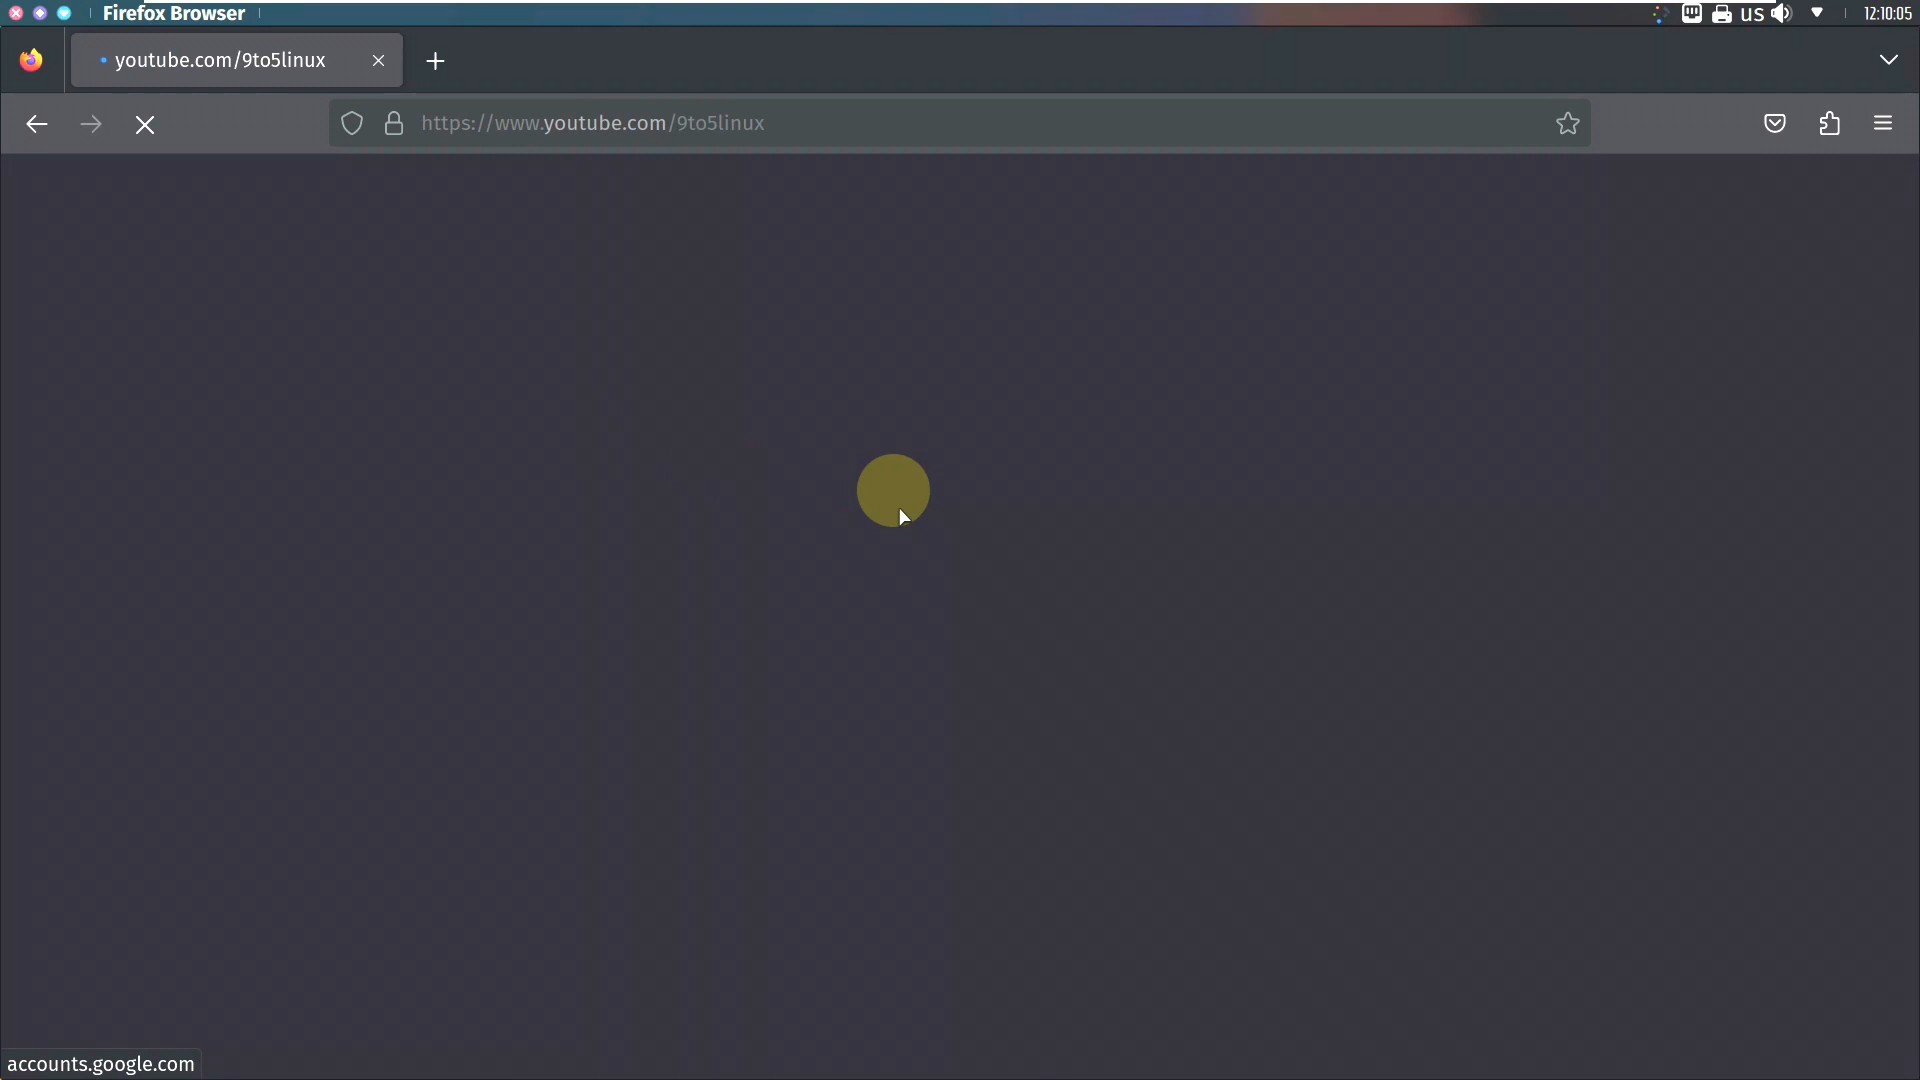 Firefox Browser
us
12:10:05
youtube.com/9to5linux
https://www.youtube.com/9to5linux
accounts.google.com